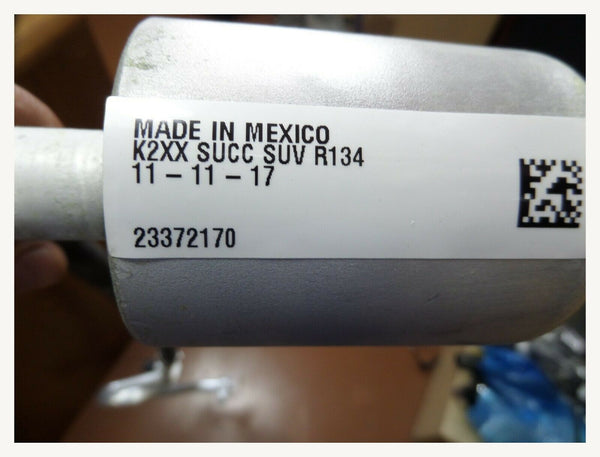 MADE IN MEXICO
K2XX SUCC SUV R134
11 – 11 – 17
23372170